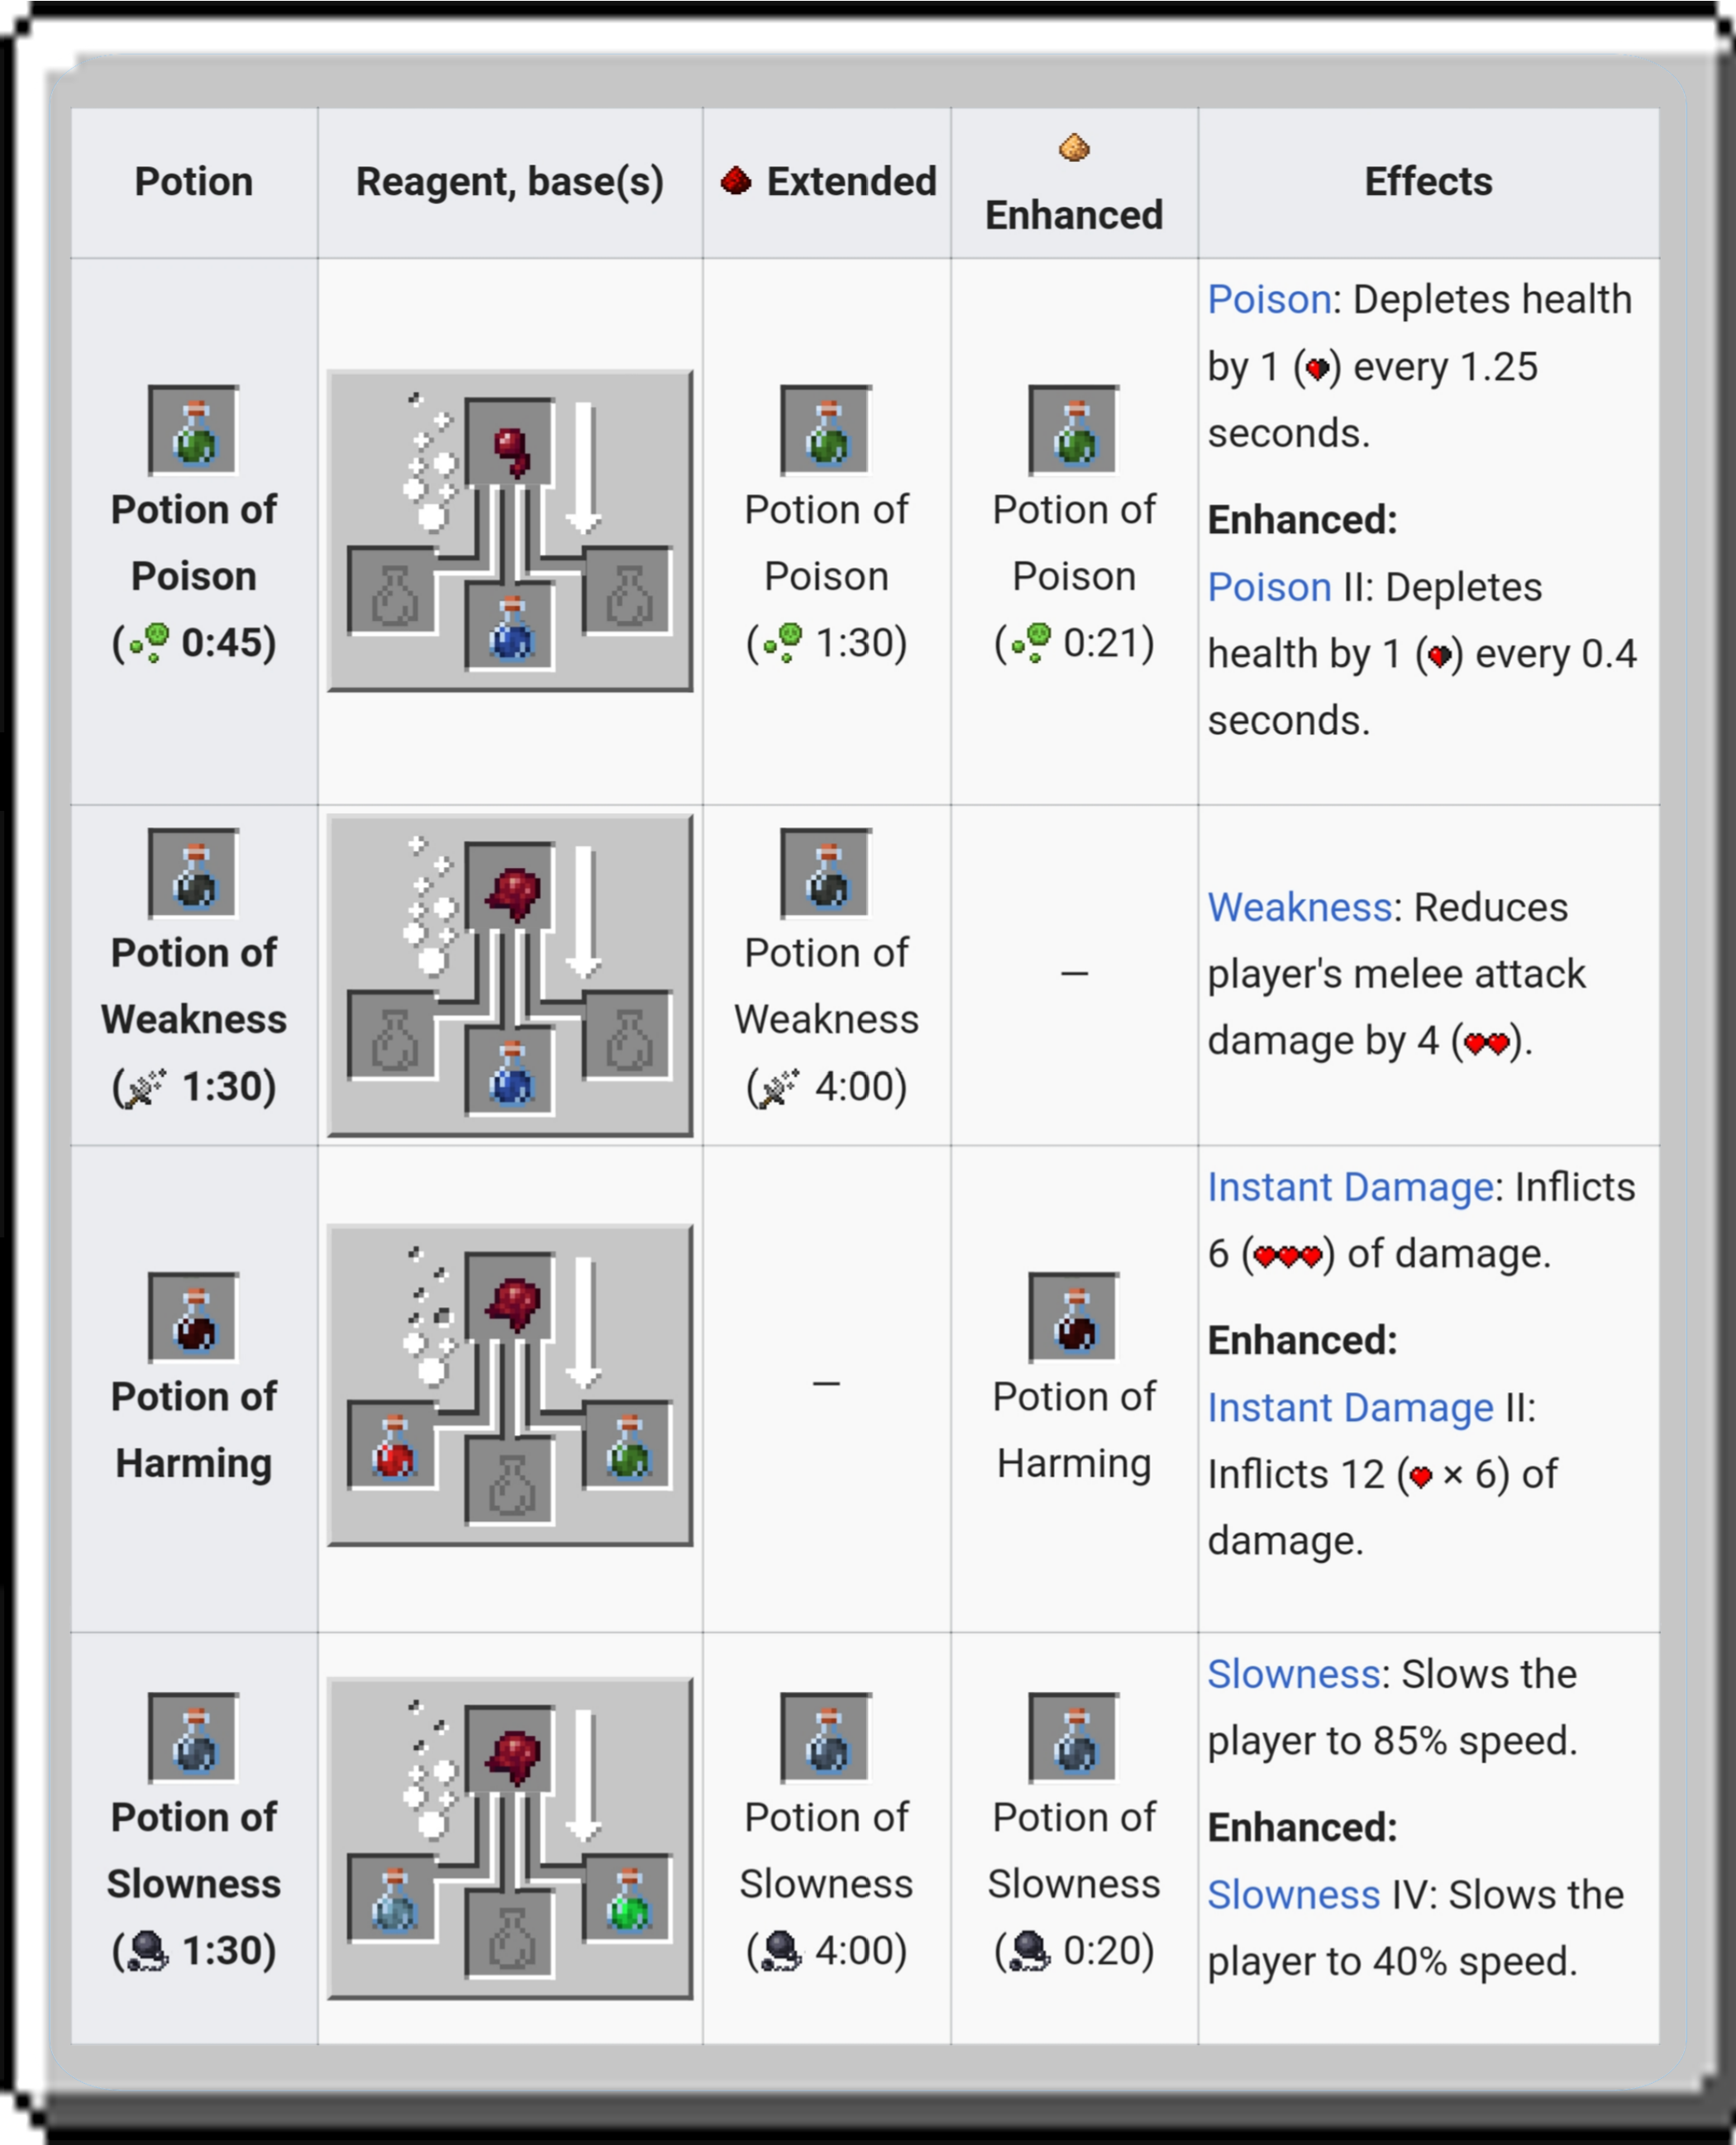 Potion
Reagent, base(s)
Extended
Enhanced
Effects
Potion of
Poison
(0:45)
Potion of
Poison
(1:30)
Potion of
Poison
(0:21)
Poison: Depletes health
by 1 () every 1.25
seconds.
Enhanced:
Poison II: Depletes
health by 1 () every 0.4
seconds.
Potion of
Weakness
(1:30)
Potion of
Weakness
(4:00)
–
Weakness: Reduces
player's melee attack
damage by 4 ().
Potion of
Harming
–
Potion of
Harming
Instant Damage: Inflicts
6 () of damage.
Enhanced:
Instant Damage II:
Inflicts 12 ( × 6) of
damage.
Potion of
Slowness
(1:30)
Potion of
Slowness
(4:00)
Potion of
Slowness
(0:20)
Slowness: Slows the
player to 85% speed.
Enhanced:
Slowness IV: Slows the
player to 40% speed.